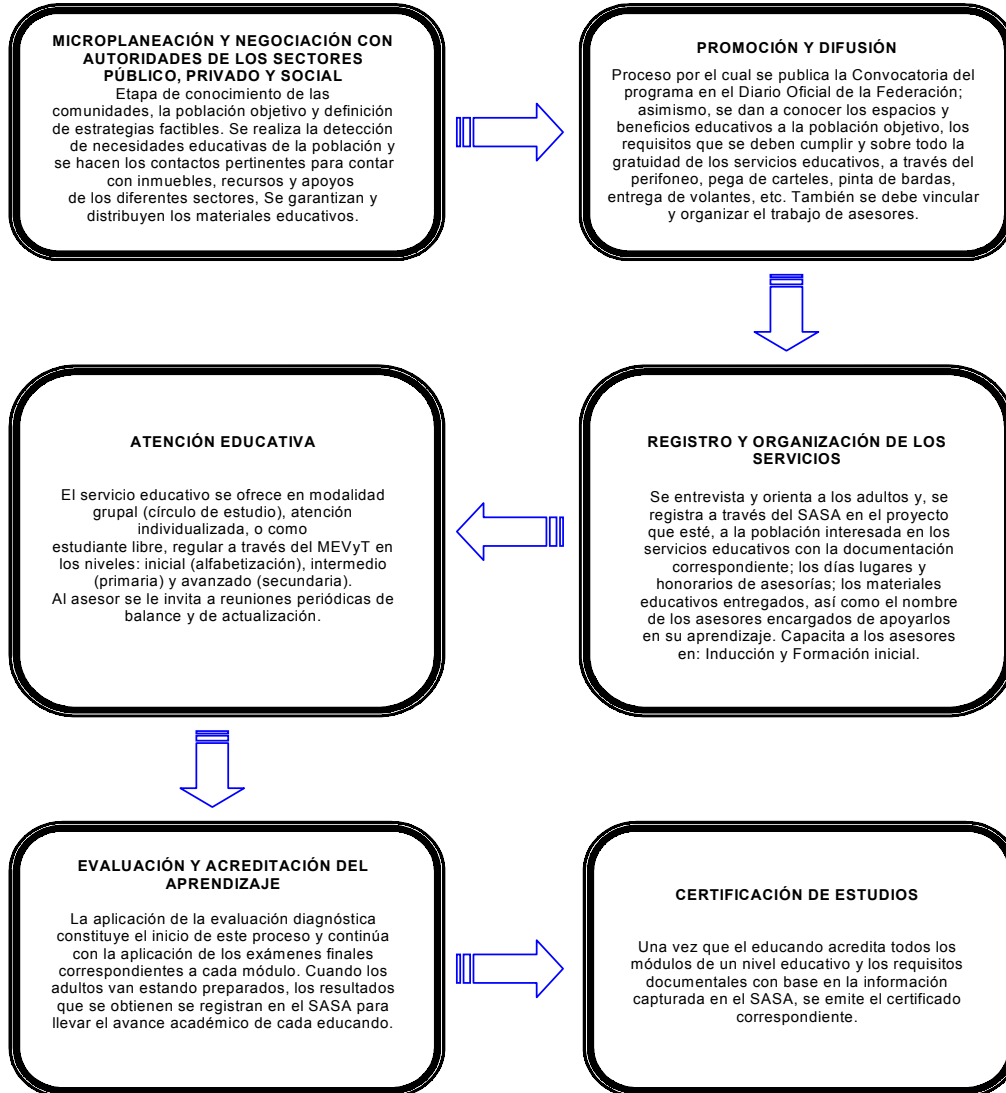 MICROPLANEACIÓN Y NEGOCIACIÓN CON
AUTORIDADES DE LOS SECTORES
PÚBLICO, PRIVADO Y SOCIAL
Etapa de conocimiento de las
comunidades, la población objetivo y definición
de estrategias factibles. Se realiza la detección
de necesidades educativas de la población y
se hacen los contactos pertinentes para contar
con inmuebles, recursos y apoyos
de los diferentes sectores, Se garantizan y
distribuyen los materiales educativos.
PROMOCIÓN Y DIFUSIÓN
Proceso por el cual se publica la Convocatoria del
programa en el Diario Oficial de la Federación;
asimismo, se dan a conocer los espacios y
beneficios educativos a la población objetivo, los
requisitos que se deben cumplir y sobre todo la
gratuidad de los servicios educativos, a través del
perifoneo, pega de carteles, pinta de bardas,
entrega de volantes, etc. También se debe vincular
y organizar el trabajo de asesores.
REGISTRO Y ORGANIZACIÓN DE LOS
SERVICIOS
Se entrevista y orienta a los adultos y, se
registra a través del SASA en el proyecto
que esté, a la población interesada en los
servicios educativos con la documentación
correspondiente; los días lugares y
honorarios de asesorías; los materiales
educativos entregados, así como el nombre
de los asesores encargados de apoyarlos
en su aprendizaje. Capacita a los asesores
en: Inducción y Formación inicial.
ATENCIÓN EDUCATIVA
El servicio educativo se ofrece en modalidad
grupal (círculo de estudio), atención
individualizada, o como
estudiante libre, regular a través del MEVyT en
los niveles: inicial (alfabetización), intermedio
(primaria) y avanzado (secundaria).
Al asesor se le invita a reuniones periódicas de
balance y de actualización.
EVALUACIÓN Y ACREDITACIÓN DEL
APRENDIZAJE
La aplicación de la evaluación diagnóstica
constituye el inicio de este proceso y continúa
con la aplicación de los exámenes finales
correspondientes a cada módulo. Cuando los
adultos van estando preparados, los resultados
que se obtienen se registran en el SASA para
llevar el avance académico de cada educando.
CERTIFICACIÓN DE ESTUDIOS
Una vez que el educando acredita todos los
módulos de un nivel educativo y los requisitos
documentales con base en la información
capturada en el SASA, se emite el certificado
correspondiente.